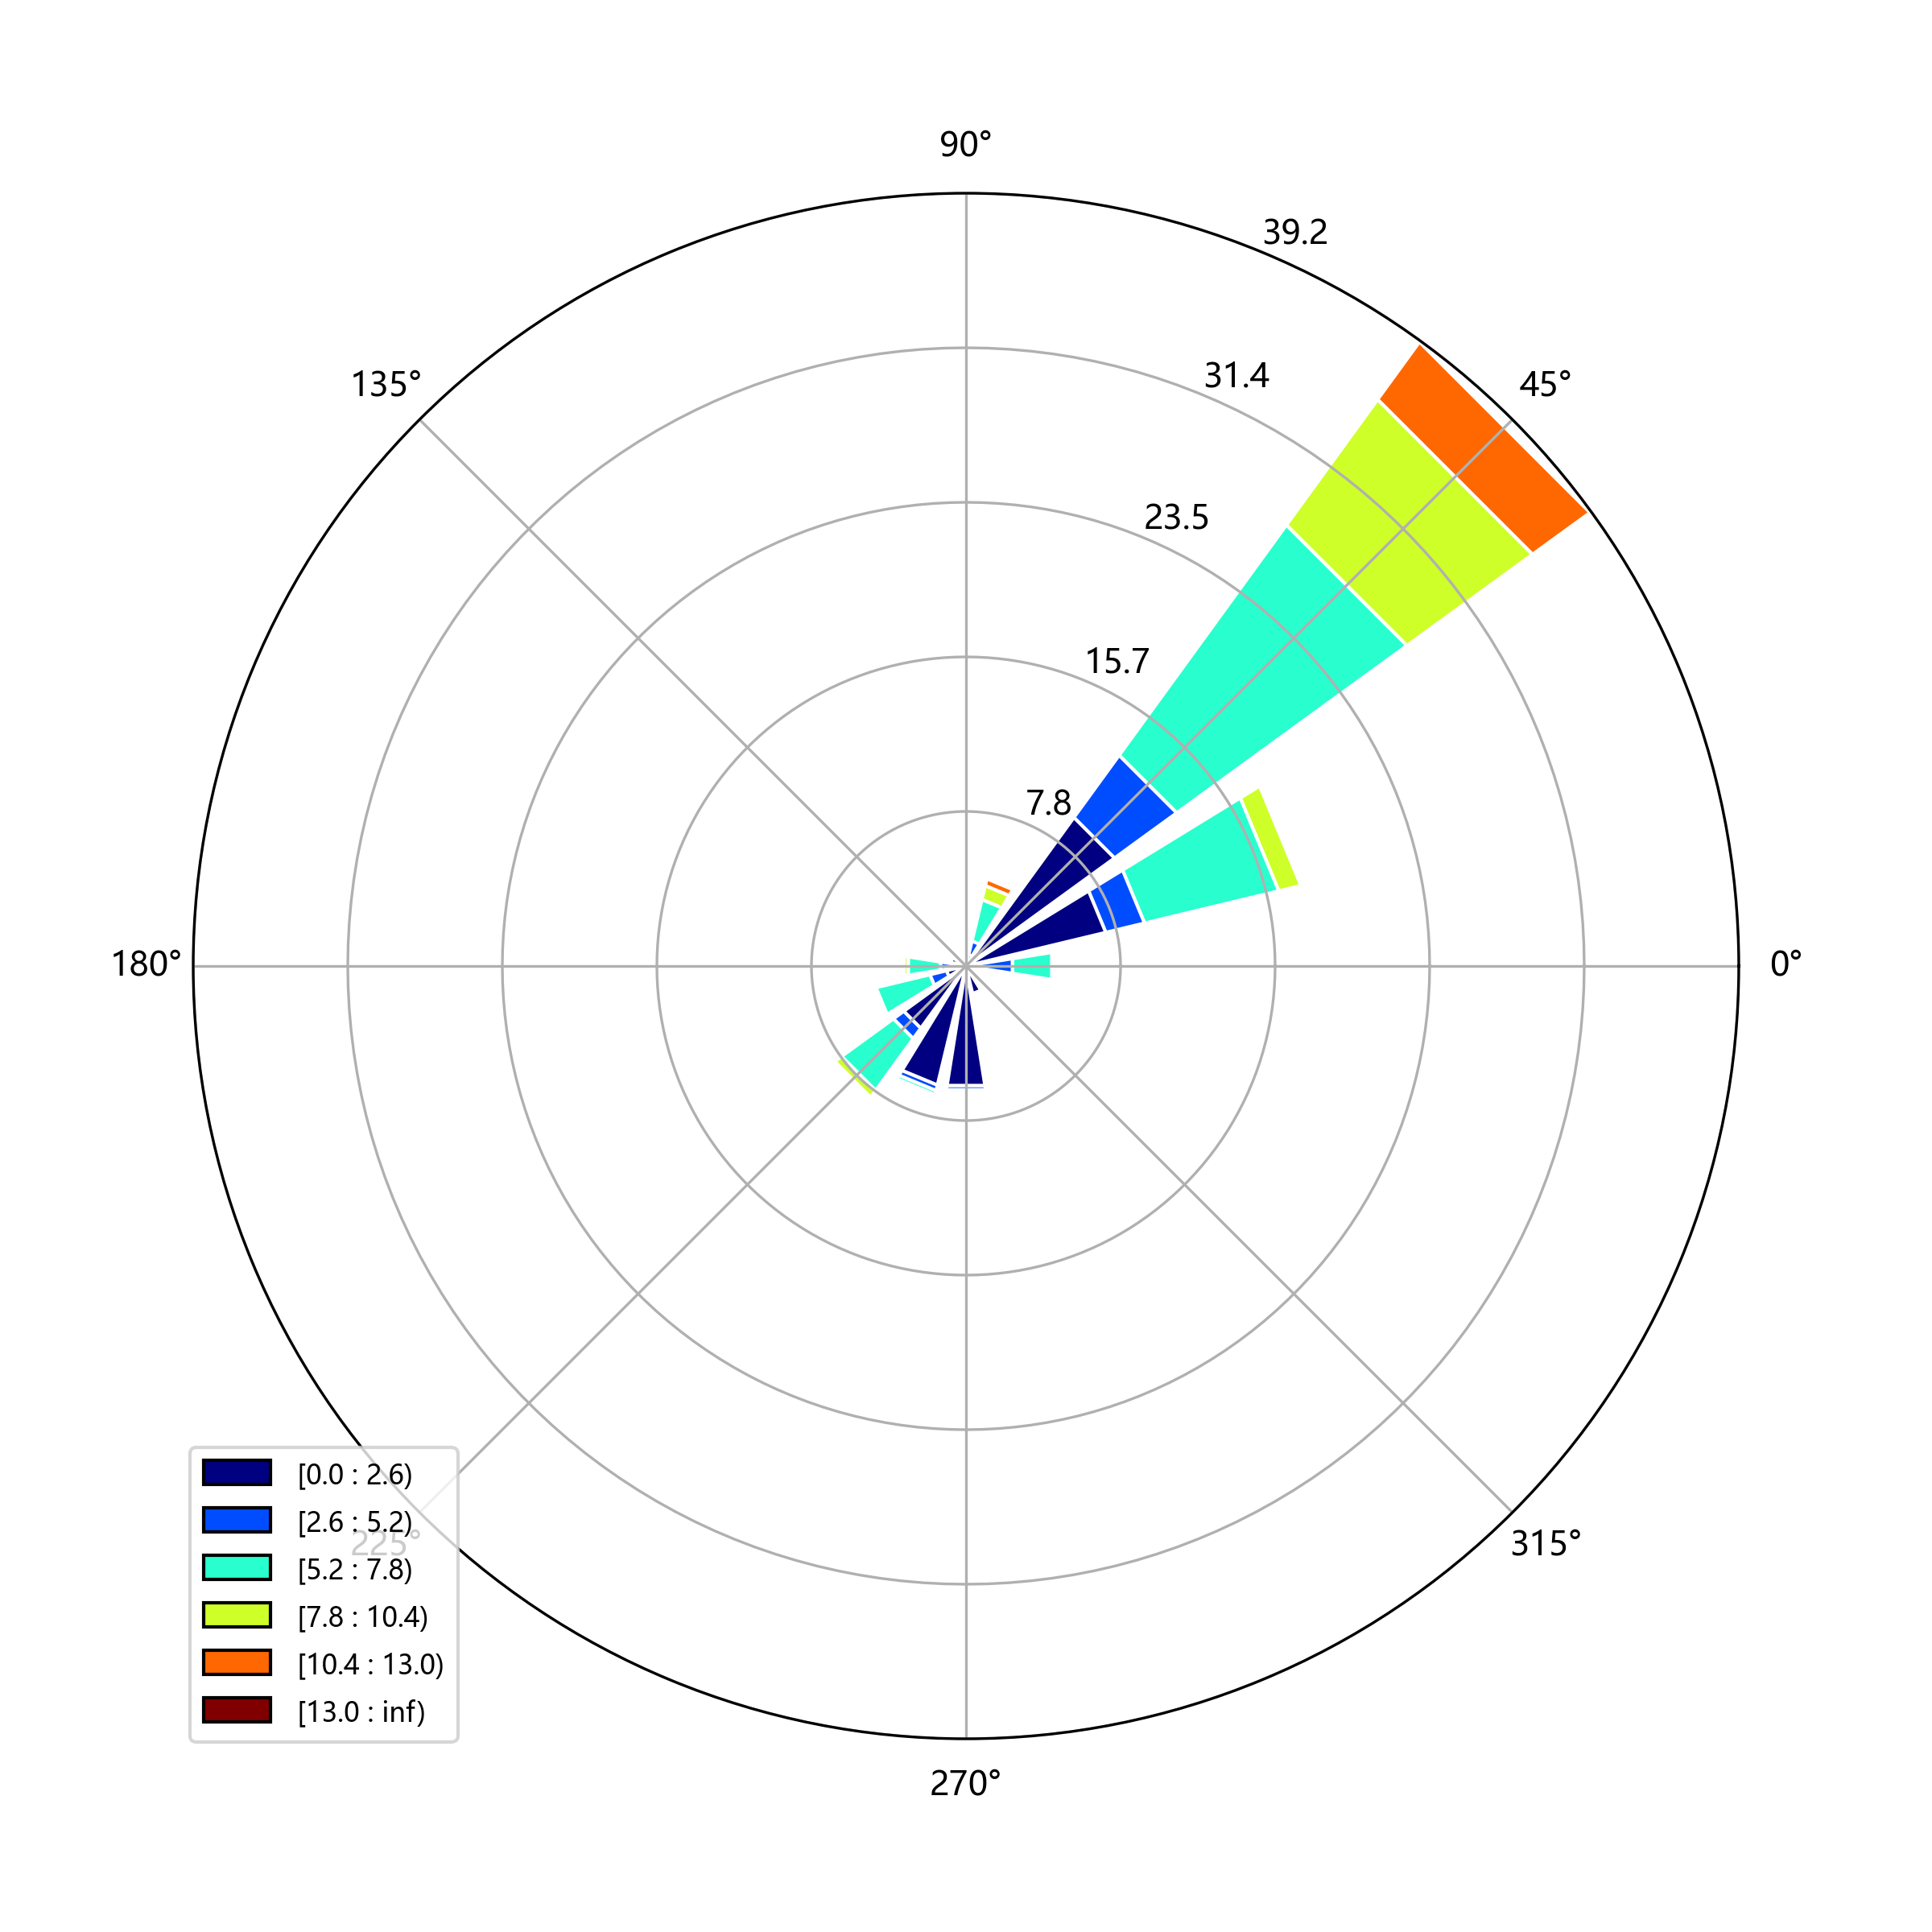 90°
39.2
135°
31.4
45°
23.5
15.7
7.8
180°
0°
[0.0 : 2.6)
[2.6 : 5.2)
225°
315°
[5.2 : 7.8)
[7.8 : 10.4)
[10.4 : 13.0)
[13.0 : inf)
270°